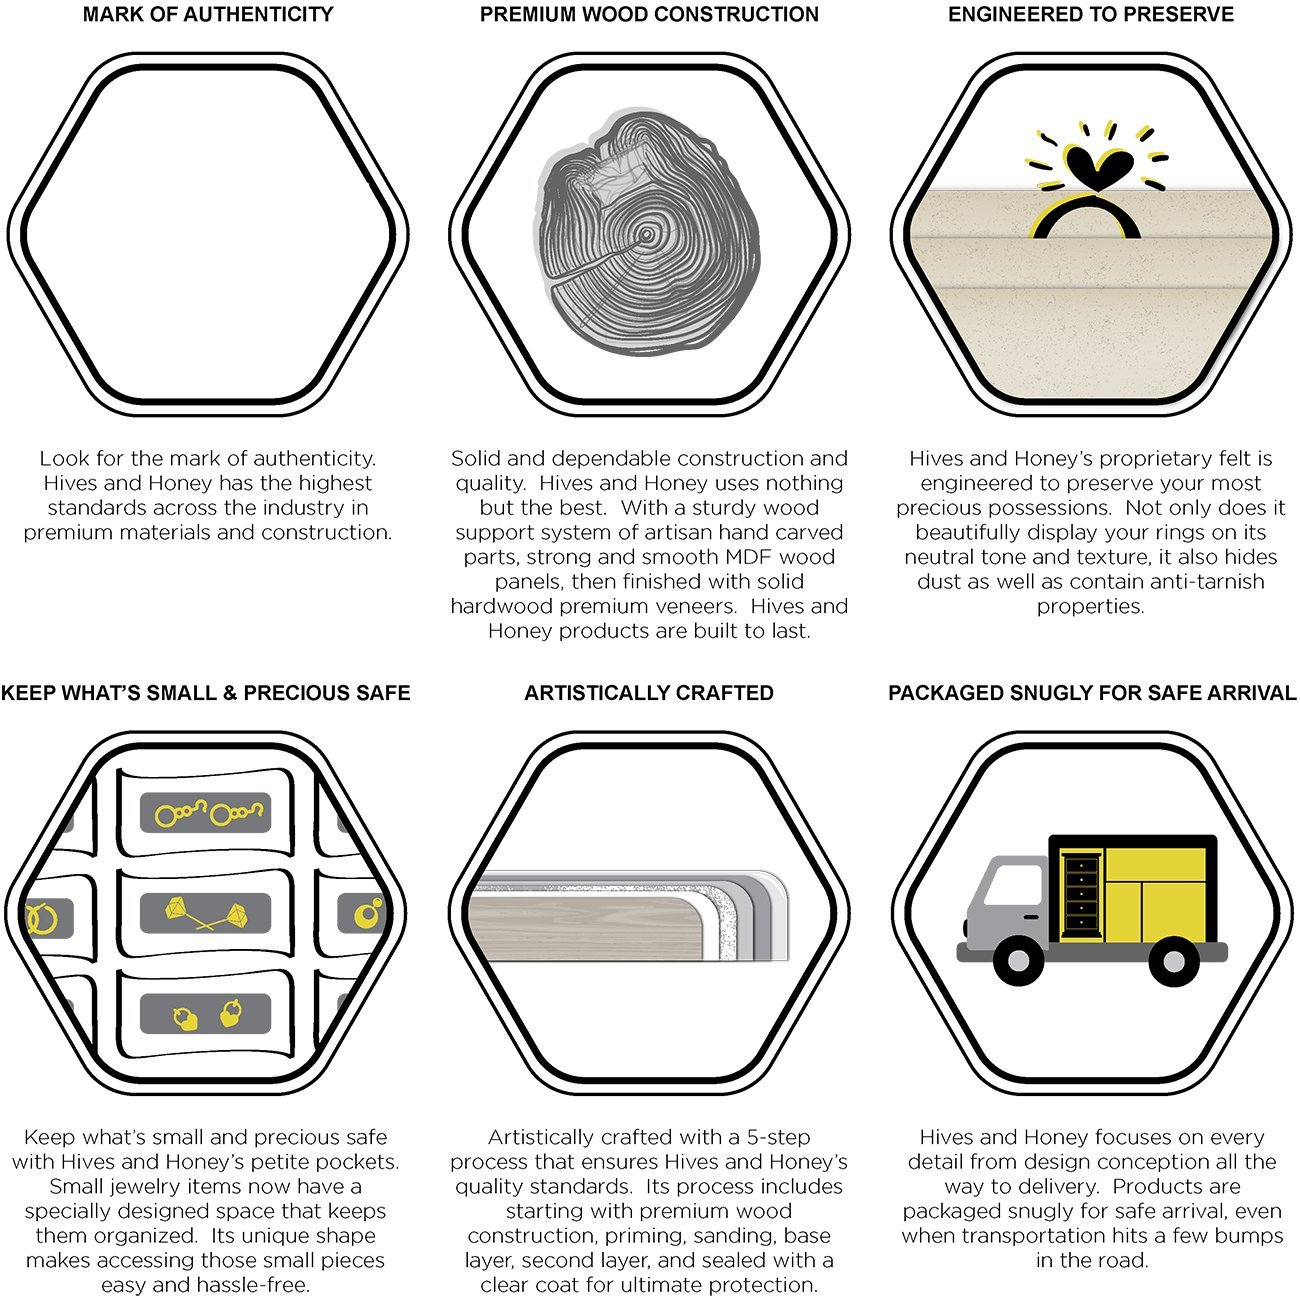 MARK OF AUTHENTICITY
Look for the mark of authenticity.
Hives and Honey has the highest
standards across the industry in
premium materials and construction.
PREMIUM WOOD CONSTRUCTION
Solid and dependable construction and
quality.  Hives and Honey uses nothing
but the best.  With a sturdy wood
support system of artisan hand carved
parts, strong and smooth MDF wood
panels, then finished with solid
hardwood premium veneers.  Hives and
Honey products are built to last.
ENGINEERED TO PRESERVE
Hives and Honey’s proprietary felt is
engineered to preserve your most
precious possessions.  Not only does it
beautifully display your rings on its
neutral tone and texture, it also hides
dust as well as contain anti-tarnish
properties.
KEEP WHAT’S SMALL & PRECIOUS SAFE
Keep what’s small and precious safe
with Hives and Honey’s petite pockets.
Small jewelry items now have a
specially designed space that keeps
them organized.  Its unique shape
makes accessing those small pieces
easy and hassle-free.
ARTISTICALLY CRAFTED
Artistically crafted with a 5-step
process that ensures Hives and Honey’s
quality standards.  Its process includes
starting with premium wood
construction, priming, sanding, base
layer, second layer, and sealed with a
clear coat for ultimate protection.
PACKAGED SNUGLY FOR SAFE ARRIVAL
Hives and Honey focuses on every
detail from design conception all the
way to delivery.  Products are
packaged snugly for safe arrival, even
when transportation hits a few bumps
in the road.